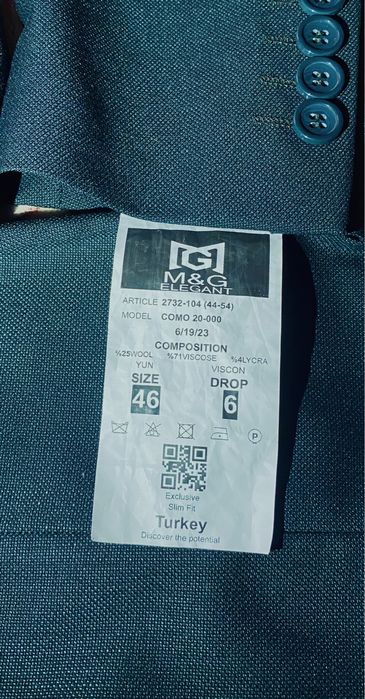 MG
M&G
ELEGANT
ARTICLE 2732-104 (44-54)
MODEL COMO 20-000
6/19/23
COMPOSITION
%25WOOL %71VISCOSE %4LYCRA
YUN VISCON
SIZE DROP
46 6
P
Exclusive
Slim Fit
Turkey
Discover the potential